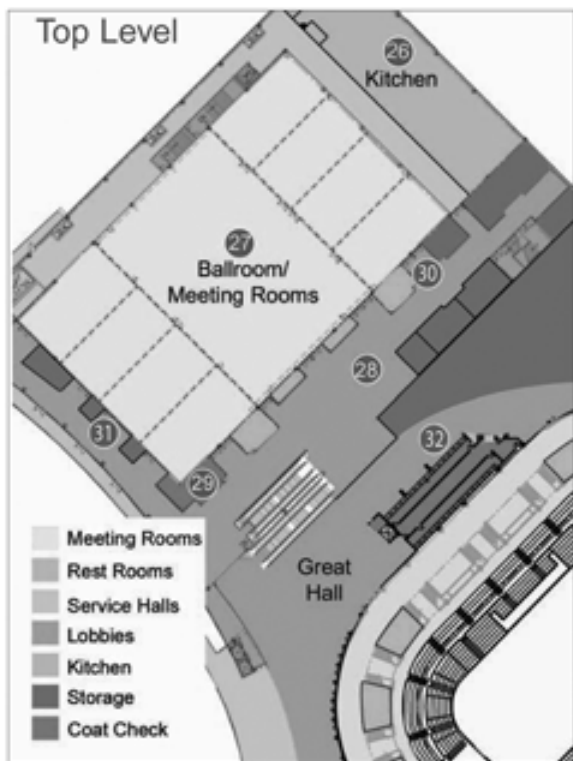 Top Level
26
Kitchen
27
Ballroom/
Meeting Rooms
30
28
32
31
29
Great
Hall
Meeting Rooms
Rest Rooms
Service Halls
Lobbies
Kitchen
Storage
Coat Check